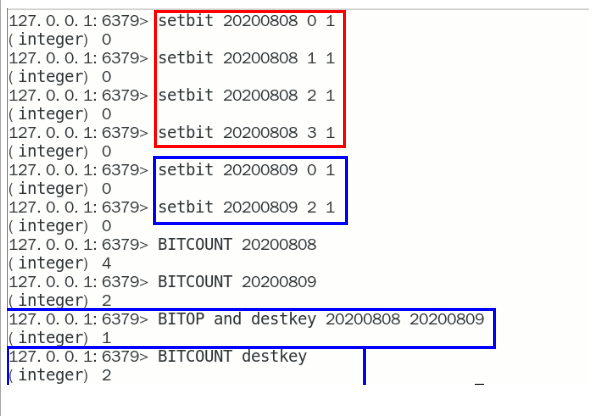 127.0.0.1:6379> setbit 20200808 0 1
(integer) 0
127.0.0.1:6379> setbit 20200808 1 1
(integer) 0
127.0.0.1:6379> setbit 20200808 2 1
(integer) 0
127.0.0.1:6379> setbit 20200808 3 1
(integer) 0
127.0.0.1:6379> setbit 20200809 0 1
(integer) 0
127.0.0.1:6379> setbit 20200809 2 1
(integer) 0
127.0.0.1:6379> BITCOUNT 20200808
(integer) 4
127.0.0.1:6379> BITCOUNT 20200809
(integer) 2
127.0.0.1:6379> BITOP and destkey 20200808 20200809
(integer) 1
127.0.0.1:6379> BITCOUNT destkey
(integer) 2